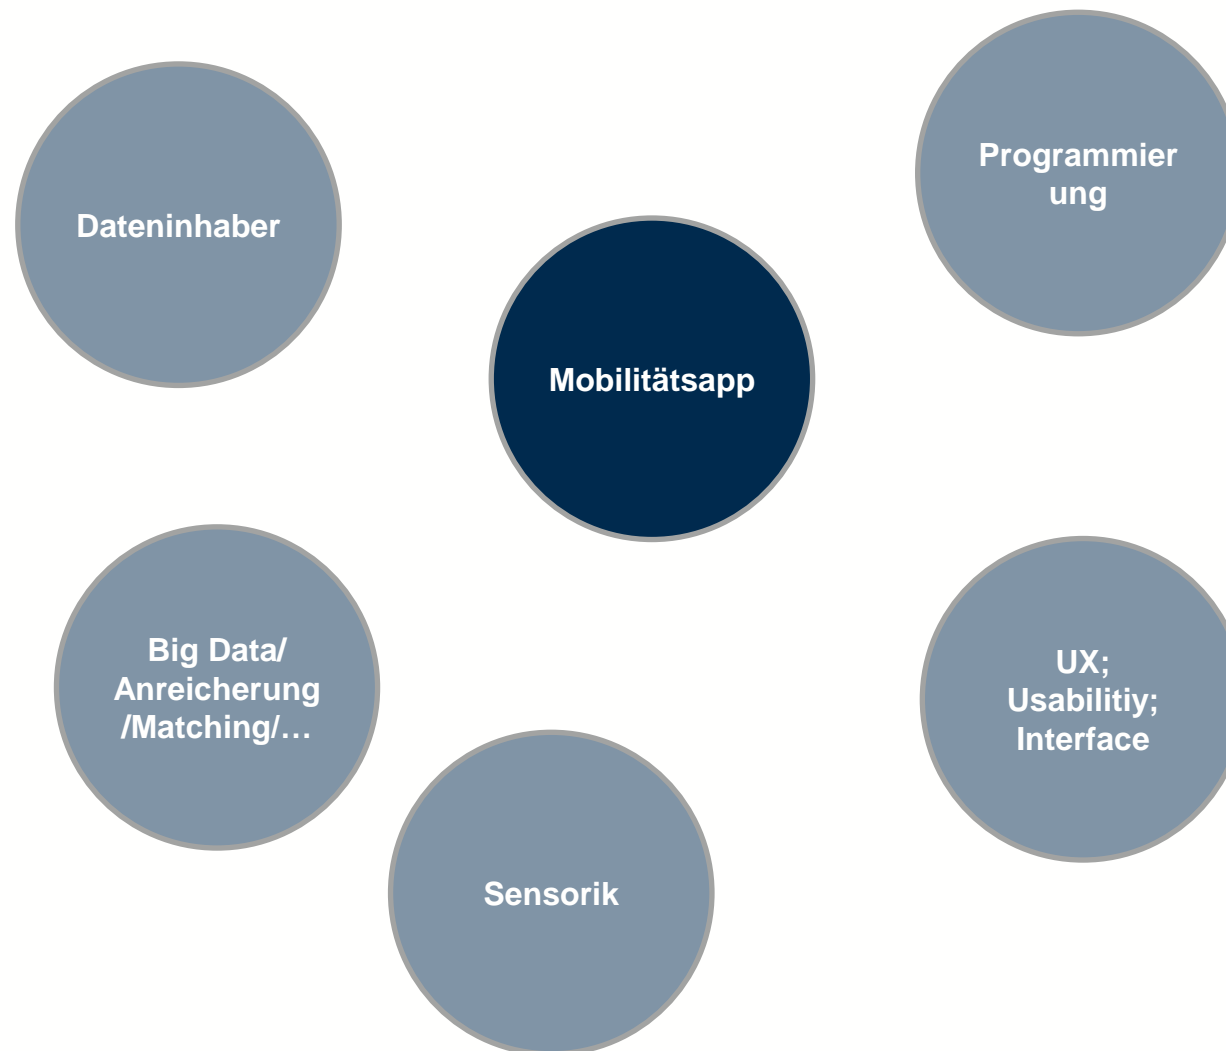 Programmier
ung
Dateninhaber
Mobilitätsapp
Big Data/
Anreicherung
/Matching/…
UX;
Usabilitiy;
Interface
Sensorik